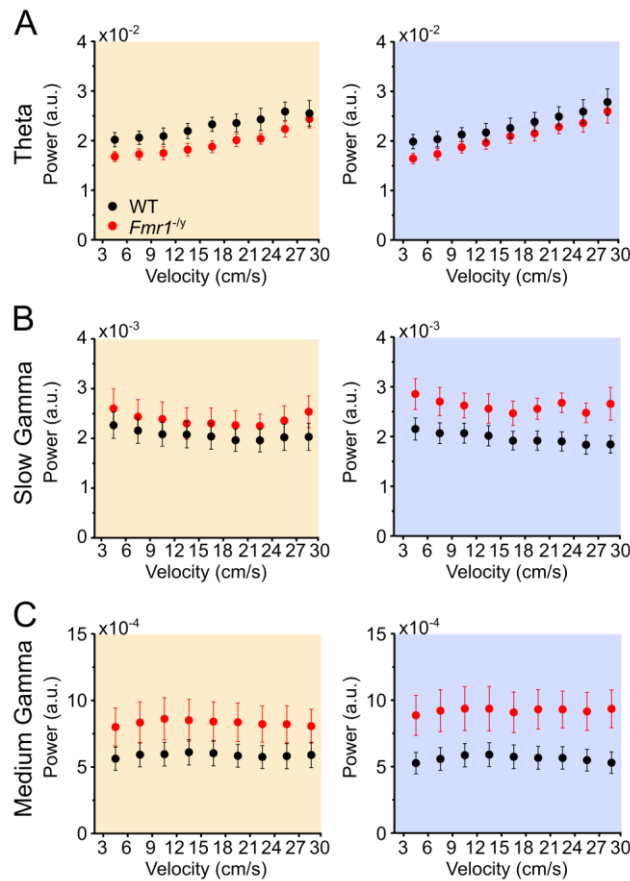 A
Theta
x10-2
x10-2
4
3
2
1
0
Power (a.u.)
WT
Fmr1-/y
3 6 9 12 15 18 21 24 27 30
Velocity (cm/s)
4
3
2
1
0
Power (a.u.)
3 6 9 12 15 18 21 24 27 30
Velocity (cm/s)
B
Slow Gamma
x10-3
x10-3
4
3
2
1
0
Power (a.u.)
3 6 9 12 15 18 21 24 27 30
Velocity (cm/s)
4
3
2
1
0
Power (a.u.)
3 6 9 12 15 18 21 24 27 30
Velocity (cm/s)
C
Medium Gamma
x10-4
x10-4
15
10
5
0
Power (a.u.)
3 6 9 12 15 18 21 24 27 30
Velocity (cm/s)
15
10
5
0
Power (a.u.)
3 6 9 12 15 18 21 24 27 30
Velocity (cm/s)